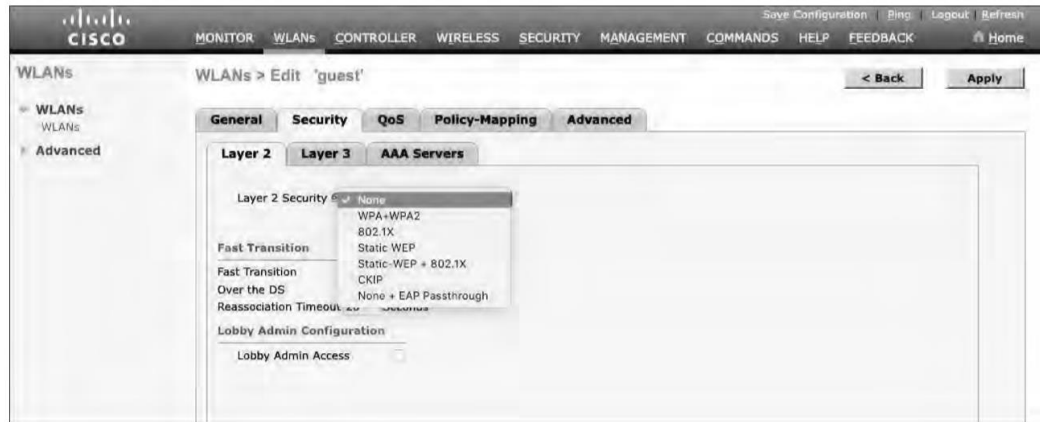 Save Configuration | Ping | Logout | Refresh
CISCO
MONITOR WLANs CONTROLLER WIRELESS SECURITY MANAGEMENT COMMANDS HELP FEEDBACK Home
WLANs
WLANs
WLANs
Advanced
WLANs > Edit 'guest'
< Back
Apply
General Security QoS Policy-Mapping Advanced
Layer 2 Layer 3 AAA Servers
Layer 2 Security
None
WPA+WPA2
802.1X
Static WEP
Static-WEP + 802.1X
CKIP
None + EAP Passthrough
Fast Transition
Fast Transition
Over the DS
Reassociation Timeout 20 Seconds
Lobby Admin Configuration
Lobby Admin Access